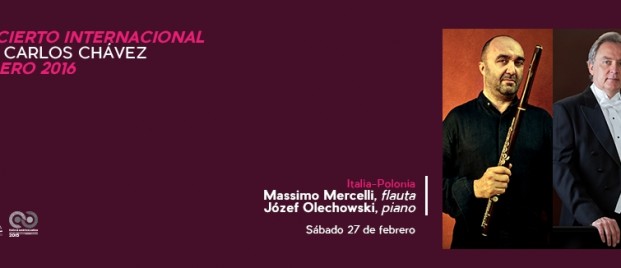 CIERTO INTERNACIONAL
CARLOS CHÁVEZ
ERO 2016
Italia-Polonia
Massimo Mercelli, flauta
Józef Olechowski, piano
Sábado 27 de febrero